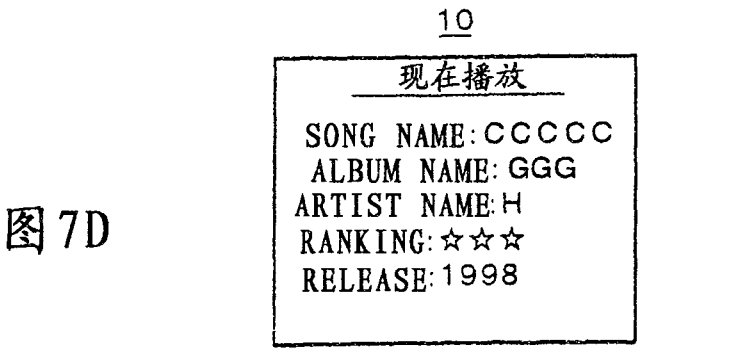 10
现在播放
SONG NAME:CCCCC
ALBUM NAME:GGG
ARTIST NAME:H
RANKING:☆☆☆
RELEASE:1998
图7D